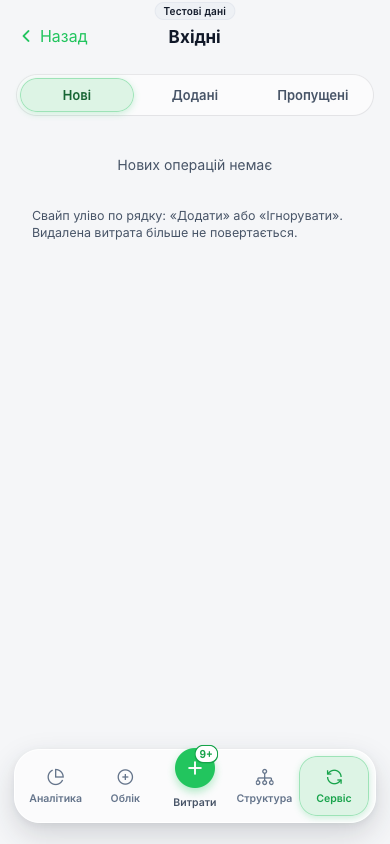 Тестові дані
Назад
Вхідні
Нові
Додані
Пропущені
Нових операцій немає
Свайп уліво по рядку: «Додати» або «Ігнорувати».
Видалена витрата більше не повертається.
9+
Аналітика
Облік
Витрати
Структура
Сервіс